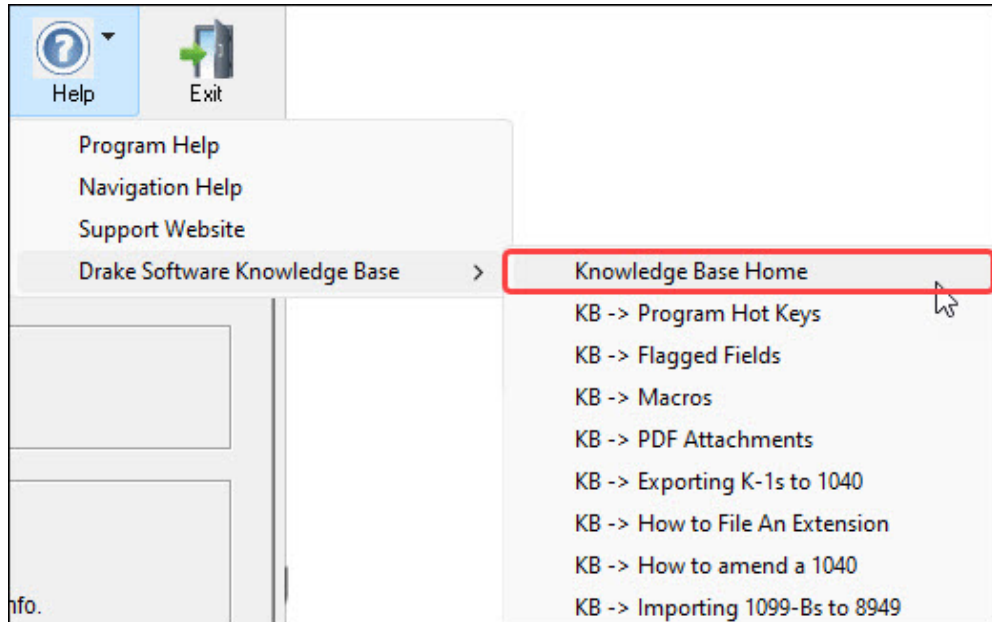 Help
Exit
Program Help
Navigation Help
Support Website
Drake Software Knowledge Base
Knowledge Base Home
KB -> Program Hot Keys
KB -> Flagged Fields
KB -> Macros
KB -> PDF Attachments
KB -> Exporting K-1s to 1040
KB -> How to File An Extension
KB -> How to amend a 1040
KB -> Importing 1099-Bs to 8949
nfo.